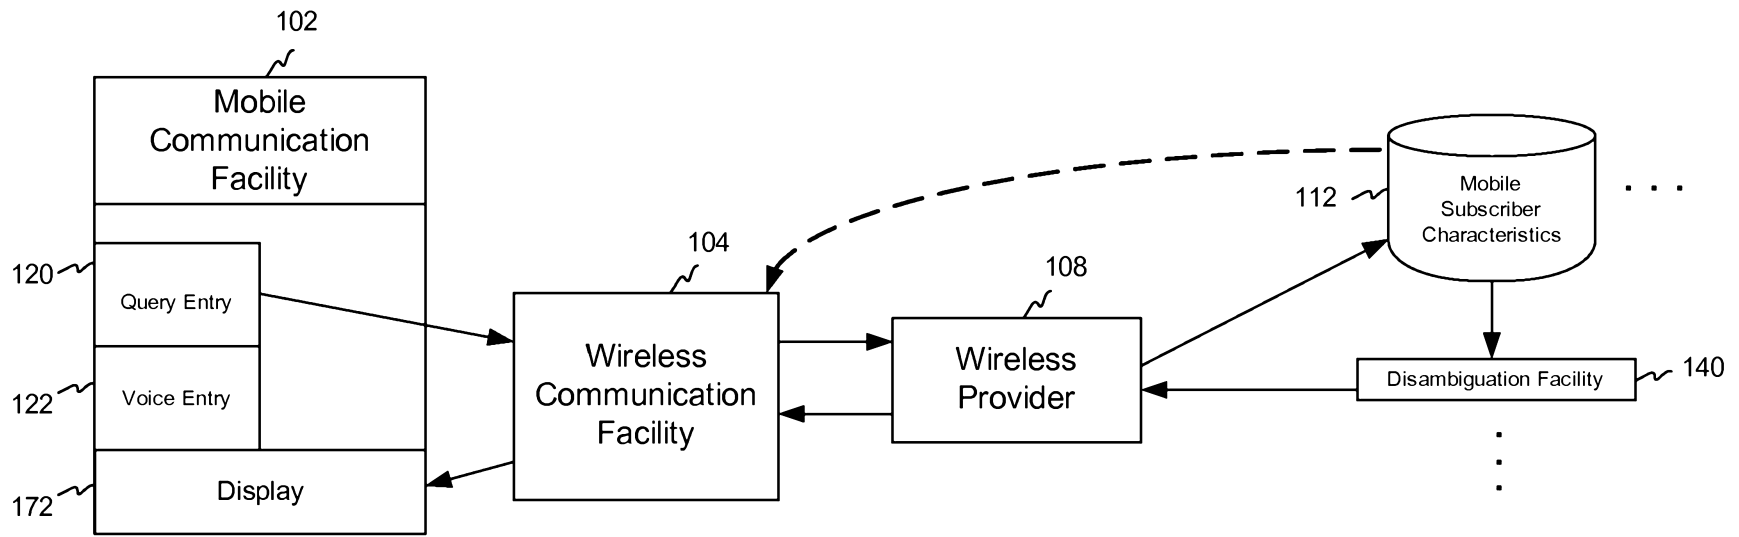 102
Mobile
Communication
Facility
120
Query Entry
122
Voice Entry
172
Display
104
Wireless
Communication
Facility
108
Wireless
Provider
112
Mobile
Subscriber
Characteristics
. . .
Disambiguation Facility
140
.
.
.